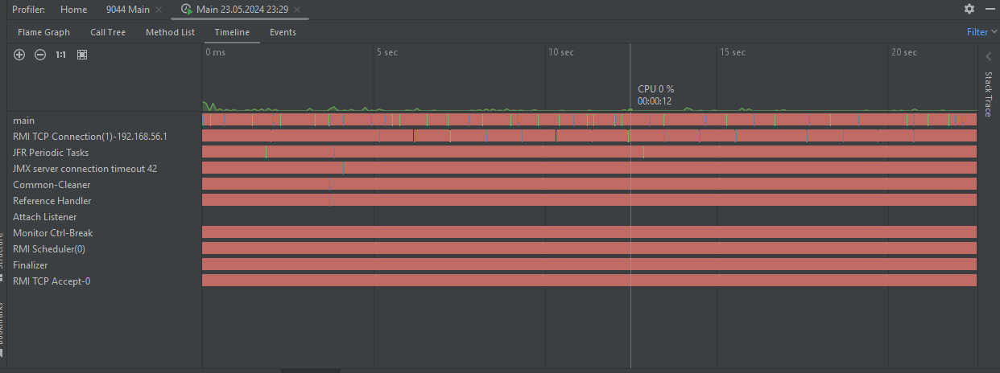 Profiler: Home 9044 Main Main 23.05.2024 23:29
Flame Graph Call Tree Method List Timeline Events Filter
1:1 0 ms 5 sec 10 sec 15 sec 20 sec
Stack Trace
CPU 0 %
00:00:12
main
RMI TCP Connection(1)-192.168.56.1
JFR Periodic Tasks
JMX server connection timeout 42
Common-Cleaner
Reference Handler
Attach Listener
Monitor Ctrl-Break
RMI Scheduler(0)
Finalizer
RMI TCP Accept-0